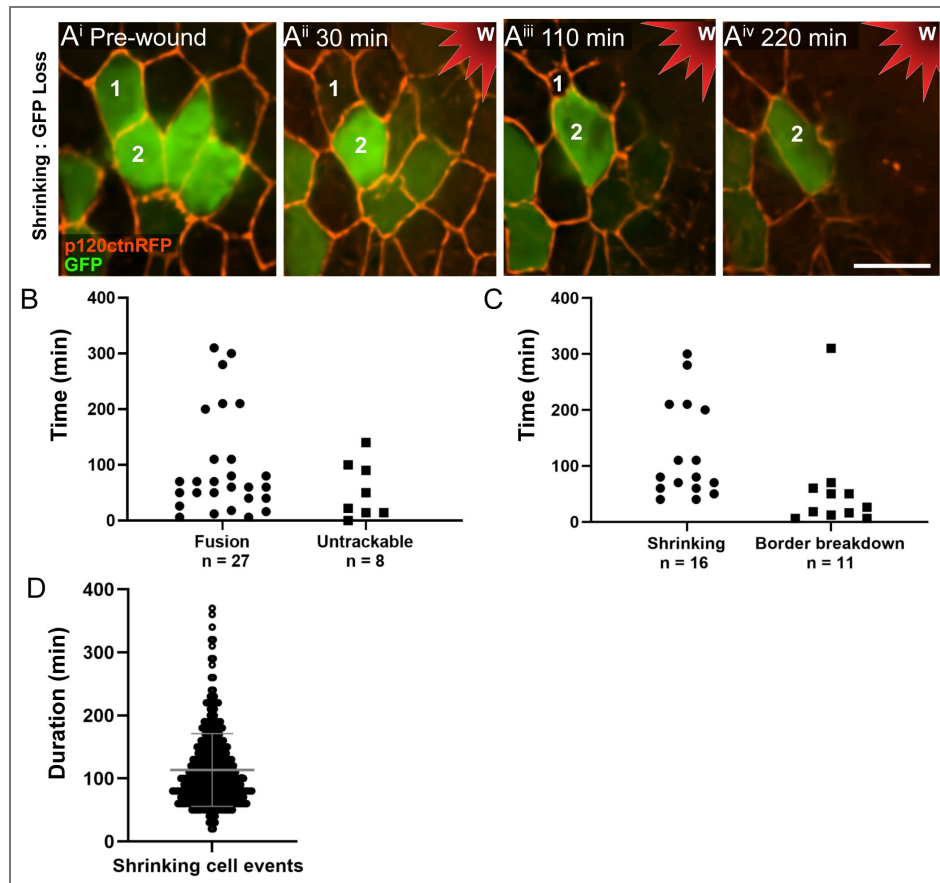 Shrinking : GFP Loss
Aⁱ Pre-wound
1
2
p120ctnRFP
GFP
Aⁱⁱ 30 min
W
1
2
Aⁱⁱⁱ 110 min
W
1
2
Aⁱᵛ 220 min
W
2
B
Time (min)
400
300
200
100
0
Fusion
n = 27
Untrackable
n = 8
C
Time (min)
400
300
200
100
0
Shrinking
n = 16
Border breakdown
n = 11
D
Duration (min)
400
300
200
100
0
Shrinking cell events